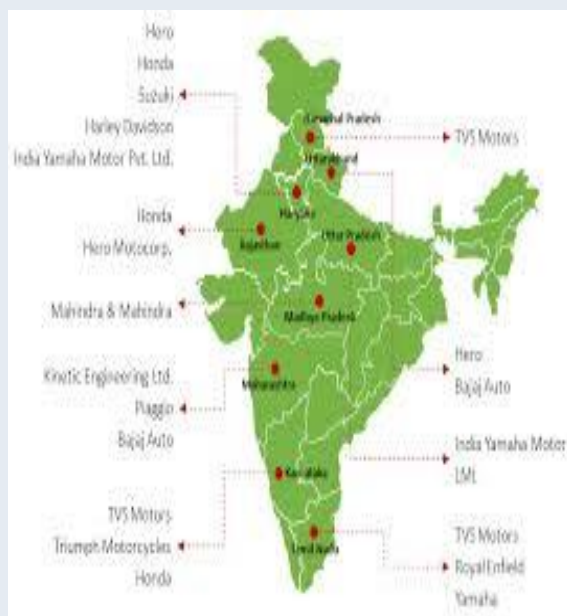 Hero
Honda
Suzuki
Harley Davidson
India Yamaha Motor Pvt. Ltd.
Himachal Pradesh
TVS Motors
Uttarakhand
Haryana
Honda
Hero Motocorp.
Rajasthan
Uttar Pradesh
Mahindra & Mahindra
Madhya Pradesh
Hero
Bajaj Auto
Kinetic Engineering Ltd.
Piaggio
Bajaj Auto
Maharashtra
India Yamaha Motor
LML
Karnataka
TVS Motors
Triumph Motorcycles
Honda
Tamil Nadu
TVS Motors
Royal Enfield
Yamaha